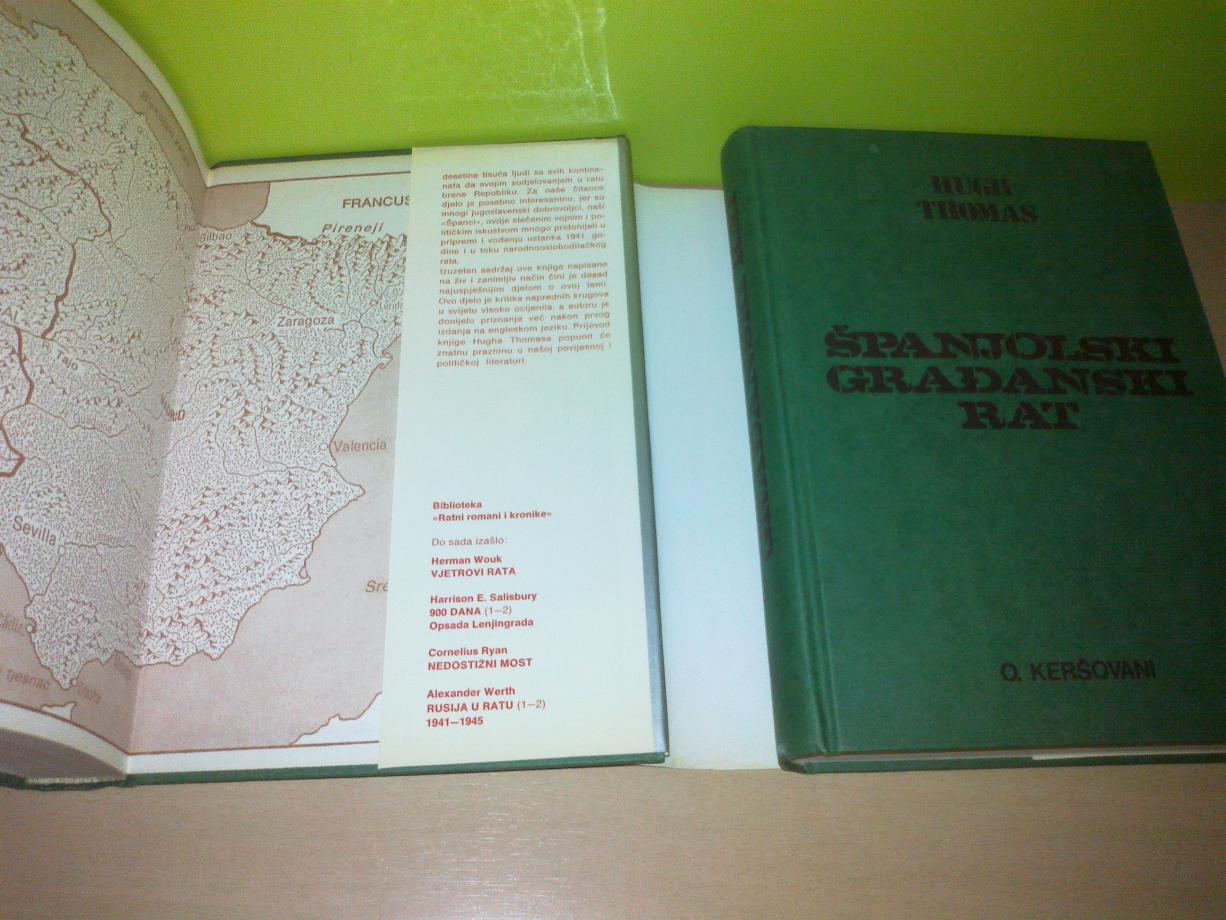 FRANCUS
Pireneji
Bilbao
Zaragoza
Valencia
Sevilla
Sre
tjesnac
desetine tisuća ljudi sa svih kontine-
nata da svojim sudjelovanjem u ratu
brane Republiku. Za naše čitaoce
djelo je posebno interesantno, jer su
mnogi jugoslavenski dobrovoljci, naši
»Španci«, ovdje stečenim vojnim i po-
litičkim iskustvom mnogo pridonijeli u
pripremi i vođenju ustanka 1941. go-
dine i u toku narodnooslobodilačkog
rata.
Izuzetan sadržaj ove knjige napisane
na živ i zanimljiv način čini je dosad
najuspješnijim djelom o ovoj temi.
Ovo djelo je kritika naprednih krugova
u svijetu visoko ocijenila, a autoru je
donijelo priznanja već nakon prvog
izdanja na engleskom jeziku. Prijevod
knjige Hugha Thomasa popunit će
znatnu prazninu u našoj povijesnoj i
političkoj literaturi.
Biblioteka
»Ratni romani i kronike«
Do sada izašlo:
Herman Wouk
VJETROVI RATA
Harrison E. Salisbury
900 DANA (1—2)
Opsada Lenjingrada
Cornelius Ryan
NEDOSTIŽNI MOST
Alexander Werth
RUSIJA U RATU (1—2)
1941—1945
HUGH
THOMAS
ŠPANJOLSKI
GRAĐANSKI
RAT
O. KERŠOVANI